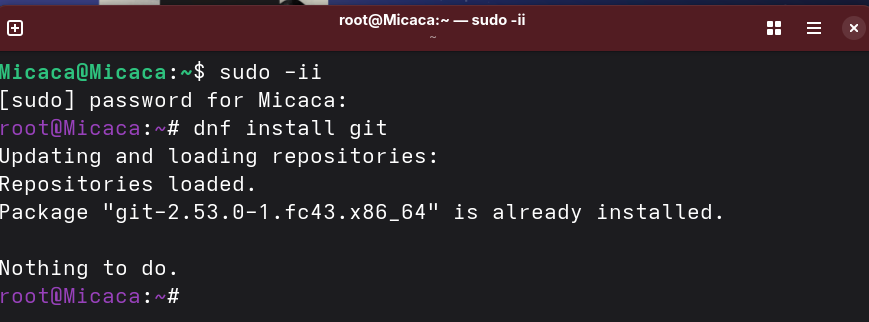 root@Micaca:~ — sudo -ii
~
Micaca@Micaca:~$ sudo -ii
[sudo] password for Micaca:
root@Micaca:~# dnf install git
Updating and loading repositories:
Repositories loaded.
Package "git-2.53.0-1.fc43.x86_64" is already installed.
Nothing to do.
root@Micaca:~#